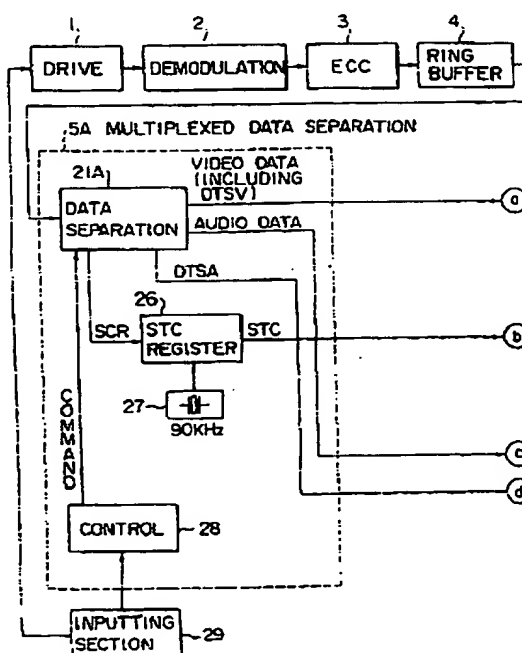 1
2
3
4
DRIVE
DEMODULATION
ECC
RING
BUFFER
5A MULTIPLEXED DATA SEPARATION
21A
VIDEO DATA
(INCLUDING
DTSV)
a
DATA
SEPARATION
AUDIO DATA
DTSA
26
SCR
STC
REGISTER
STC
b
27
90KHz
COMMAND
c
d
CONTROL
28
INPUTTING
SECTION
29